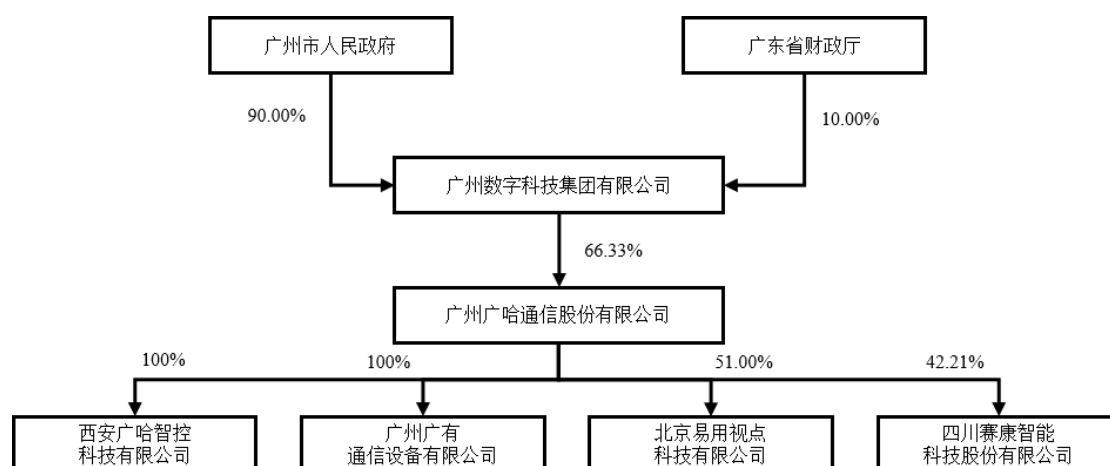 广州市人民政府
广东省财政厅
90.00%
10.00%
广州数字科技集团有限公司
66.33%
广州广哈通信股份有限公司
100%
100%
51.00%
42.21%
西安广哈智控
科技有限公司
广州广有
通信设备有限公司
北京易用视点
科技有限公司
四川赛康智能
科技股份有限公司